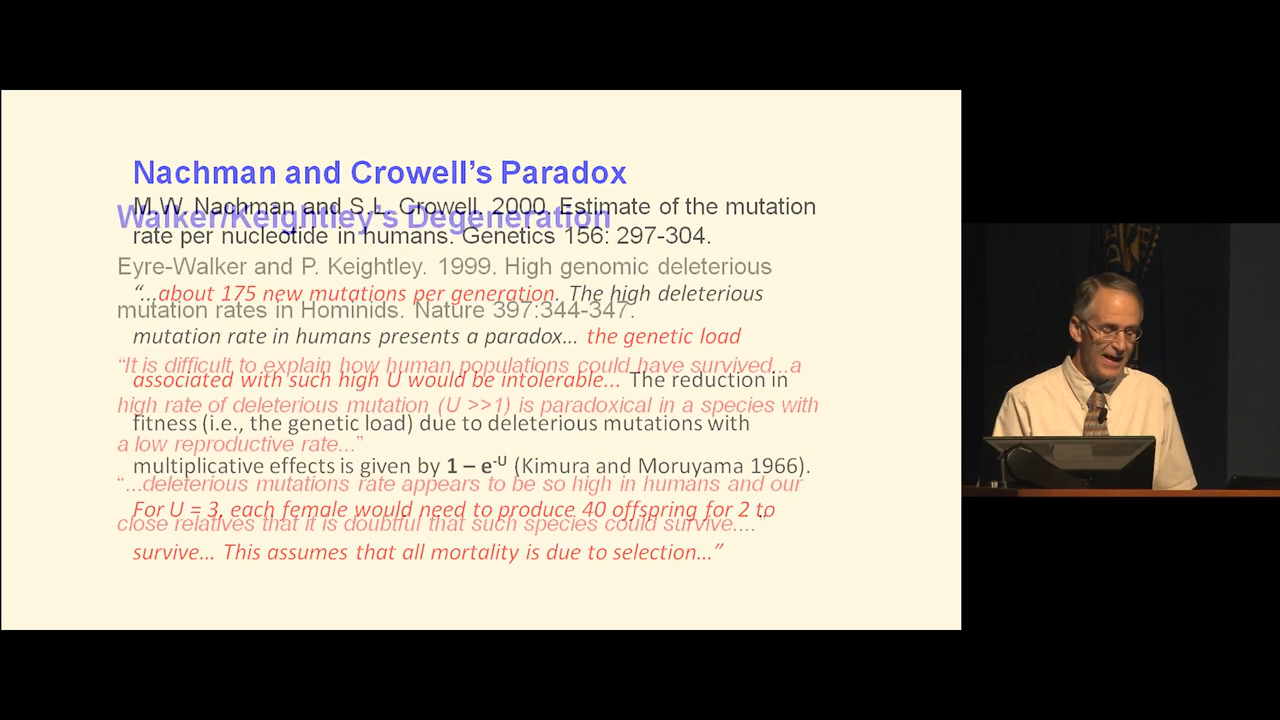 Nachman and Crowell’s Paradox
M.W. Nachman and S.L. Crowell. 2000. Estimate of the mutation
rate per nucleotide in humans. Genetics 156: 297-304.
“…about 175 new mutations per generation. The high deleterious
mutation rate in humans presents a paradox… the genetic load
associated with such high U would be intolerable… The reduction in
fitness (i.e., the genetic load) due to deleterious mutations with
multiplicative effects is given by 1 – e-U (Kimura and Moruyama 1966).
For U = 3, each female would need to produce 40 offspring for 2 to
survive… This assumes that all mortality is due to selection…”
Walker/Keightley’s Degeneration
Eyre-Walker and P. Keightley. 1999. High genomic deleterious
mutation rates in Hominids. Nature 397:344-347.
“It is difficult to explain how human populations could have survived…a
high rate of deleterious mutation (U >>1) is paradoxical in a species with
a low reproductive rate…”
“…deleterious mutations rate appears to be so high in humans and our
close relatives that it is doubtful that such species could survive….”